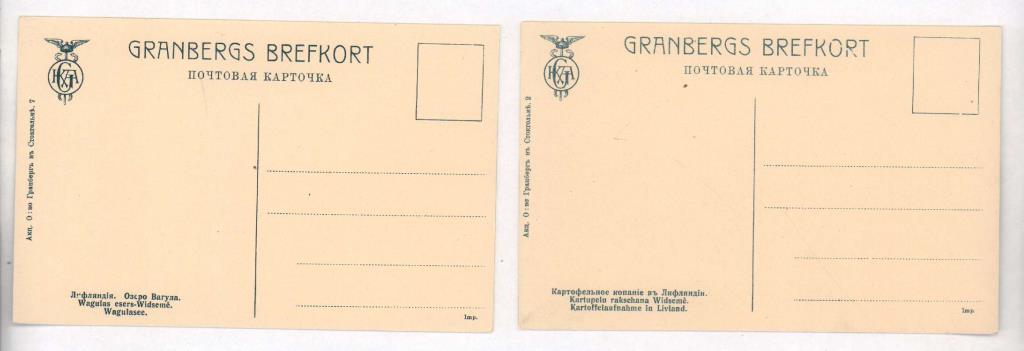 GRANBERGS BREFKORT
ПОЧТОВАЯ КАРТОЧКА
Акц. О:во Гранбергъ въ Стокгольмѣ. 7
Лифляндія. Озеро Вагула.
Wagulas esers-Widsemē.
Wagulasee.
Imp.
GRANBERGS BREFKORT
ПОЧТОВАЯ КАРТОЧКА
Акц. О:во Гранбергъ въ Стокгольмѣ. 2
Картофельное копаніе въ Лифляндіи.
Kartupelu rakschana Widsemē.
Kartoffelaufnahme in Livland.
Imp.